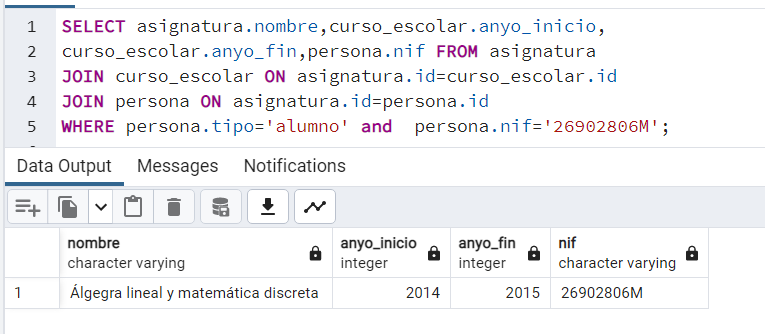 1 SELECT asignatura.nombre,curso_escolar.anyo_inicio,
2 curso_escolar.anyo_fin,persona.nif FROM asignatura
3 JOIN curso_escolar ON asignatura.id=curso_escolar.id
4 JOIN persona ON asignatura.id=persona.id
5 WHERE persona.tipo='alumno' and  persona.nif='26902806M';
Data Output Messages Notifications
nombre anyo_inicio anyo_fin nif
character varying integer integer character varying
1 Álgegra lineal y matemática discreta 2014 2015 26902806M